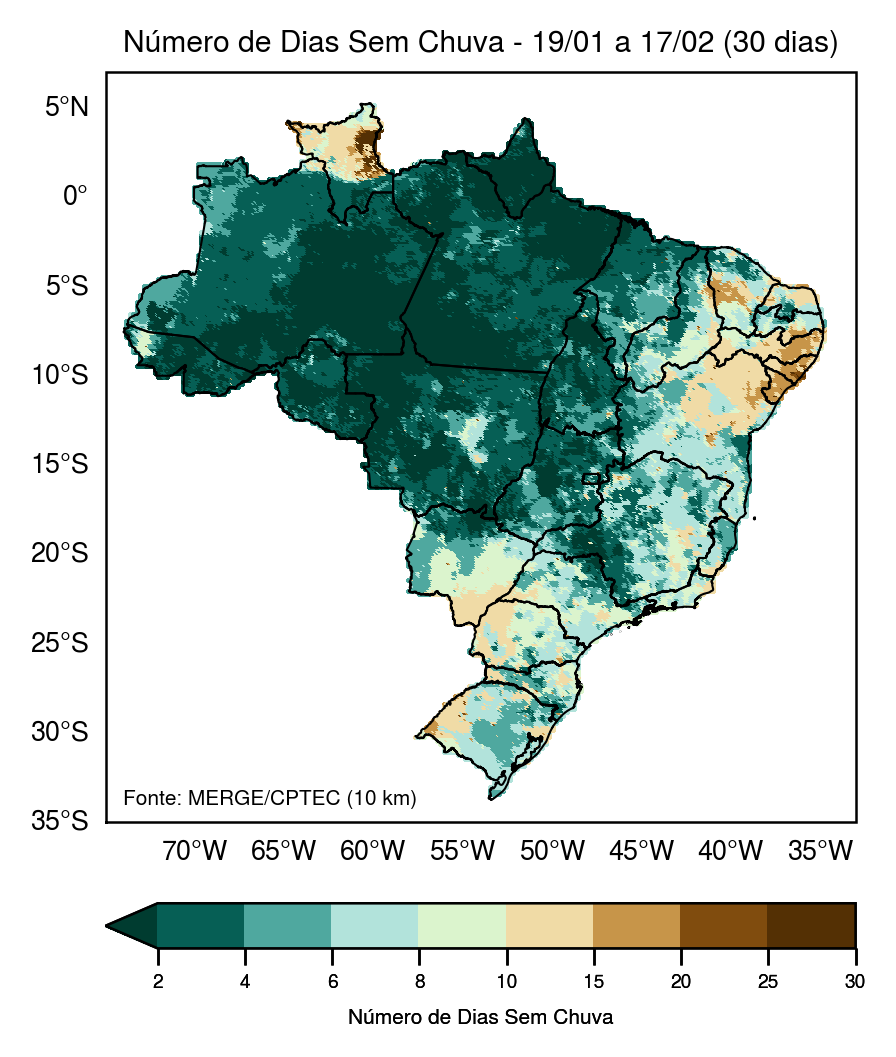 Número de Dias Sem Chuva - 19/01 a 17/02 (30 dias)
5°N
0°
5°S
10°S
15°S
20°S
25°S
30°S
35°S
Fonte: MERGE/CPTEC (10 km)
70°W 65°W 60°W 55°W 50°W 45°W 40°W 35°W
2 4 6 8 10 15 20 25 30
Número de Dias Sem Chuva